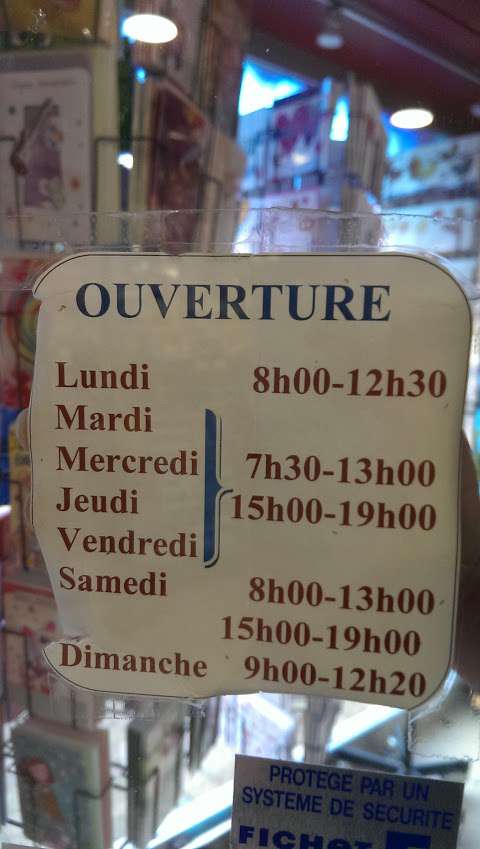 OUVERTURE
Lundi 8h00-12h30
Mardi
Mercredi 7h30-13h00
Jeudi 15h00-19h00
Vendredi
Samedi 8h00-13h00
15h00-19h00
Dimanche 9h00-12h20
PROTEGE PAR UN
SYSTEME DE SECURITE
FICHET